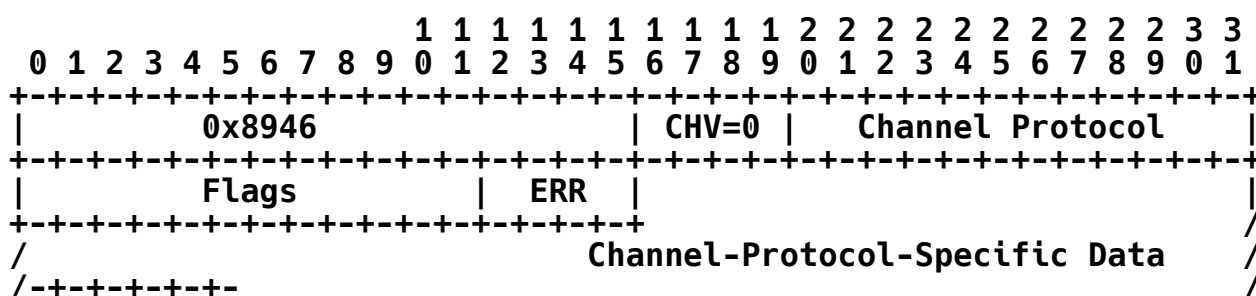 1 1 1 1 1 1 1 1 1 1 2 2 2 2 2 2 2 2 2 2 3 3
 0 1 2 3 4 5 6 7 8 9 0 1 2 3 4 5 6 7 8 9 0 1 2 3 4 5 6 7 8 9 0 1
+-+-+-+-+-+-+-+-+-+-+-+-+-+-+-+-+-+-+-+-+-+-+-+-+-+-+-+-+-+-+-+-+
|         0x8946                | CHV=0 |   Channel Protocol    |
+-+-+-+-+-+-+-+-+-+-+-+-+-+-+-+-+-+-+-+-+-+-+-+-+-+-+-+-+-+-+-+-+
|         Flags         |  ERR  |                               |
+-+-+-+-+-+-+-+-+-+-+-+-+-+-+-+-+                               /
/                             Channel-Protocol-Specific Data    /
/-+-+-+-+-+-                                                    /